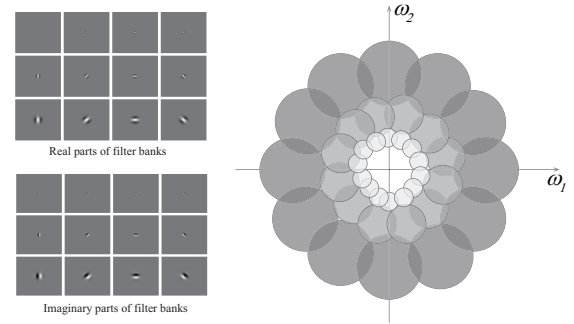 Real parts of filter banks
Imaginary parts of filter banks
ω₂
ω₁